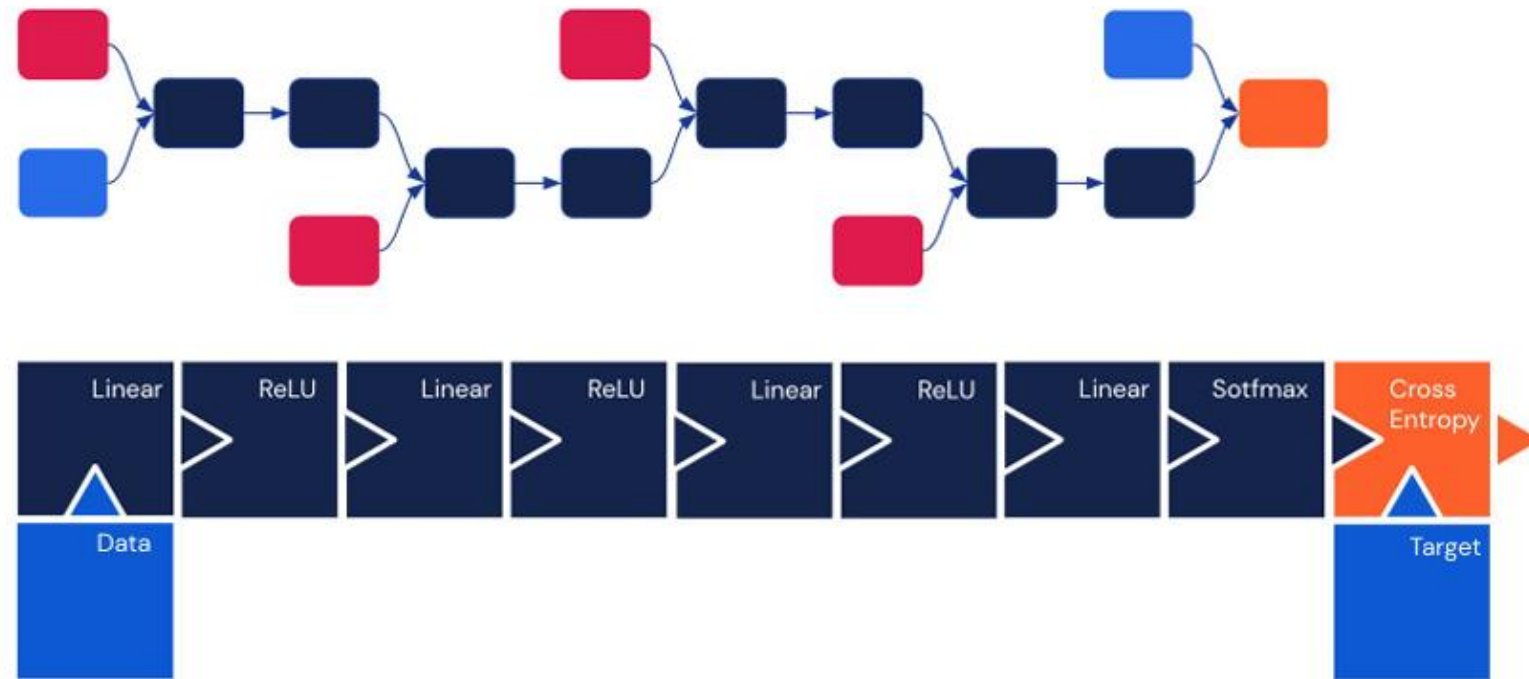 Linear
ReLU
Linear
ReLU
Linear
ReLU
Linear
Sotfmax
Cross
Entropy
Data
Target